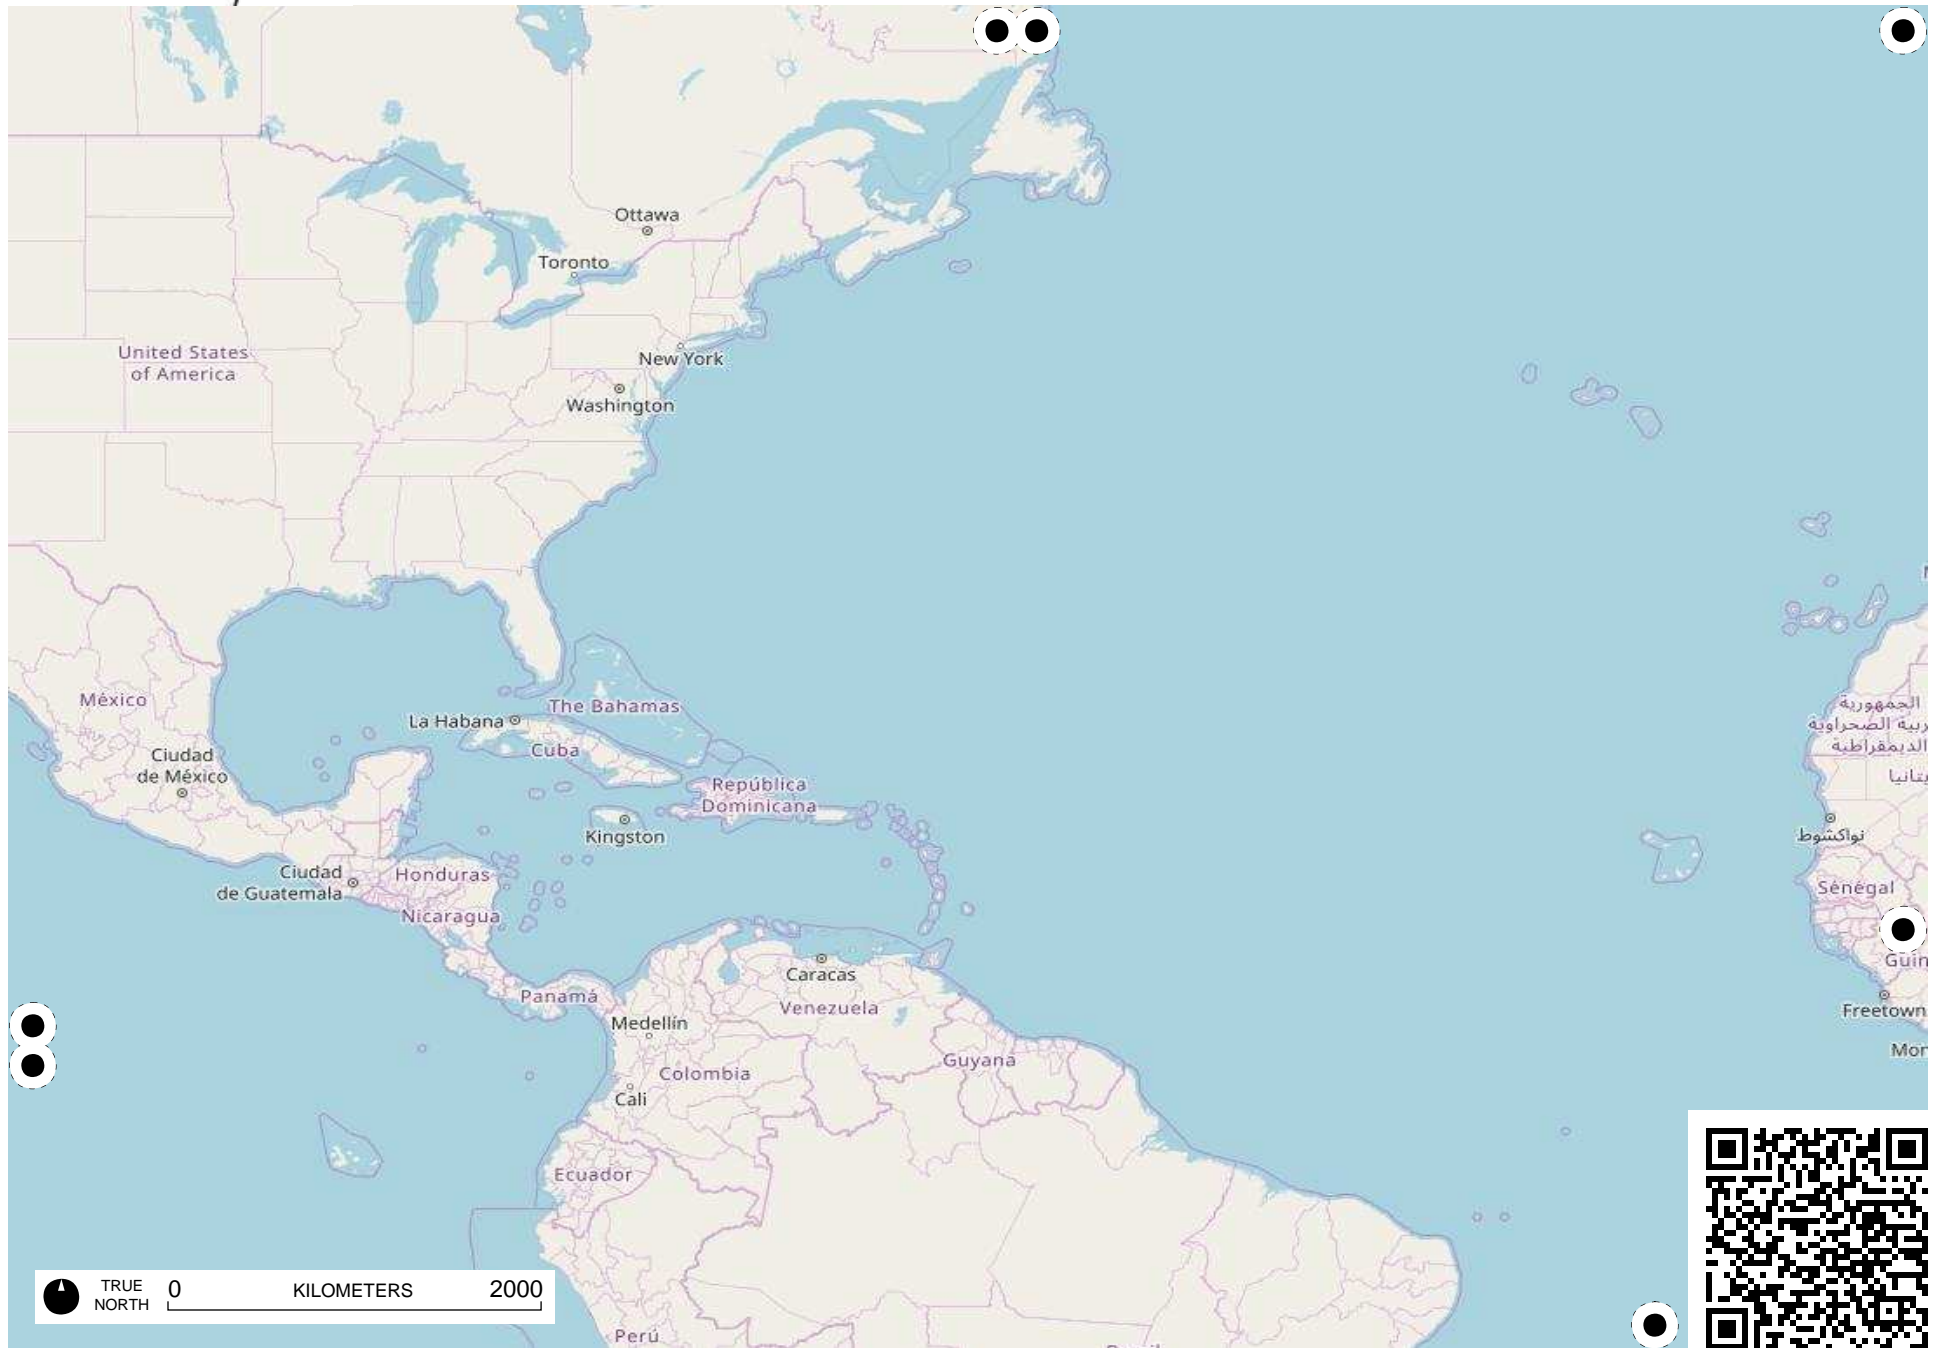 Ottawa
Toronto
United States
of America
New York
Washington
México
La Habana
The Bahamas
Cuba
Ciudad
de México
República
Dominicana
Kingston
Ciudad
de Guatemala
Honduras
Nicaragua
نواكشوط
Sénégal
Caracas
Panamá
Venezuela
Freetown
Medellín
Guyana
Colombia
Cali
Ecuador
TRUE
NORTH
0 KILOMETERS 2000
Perú